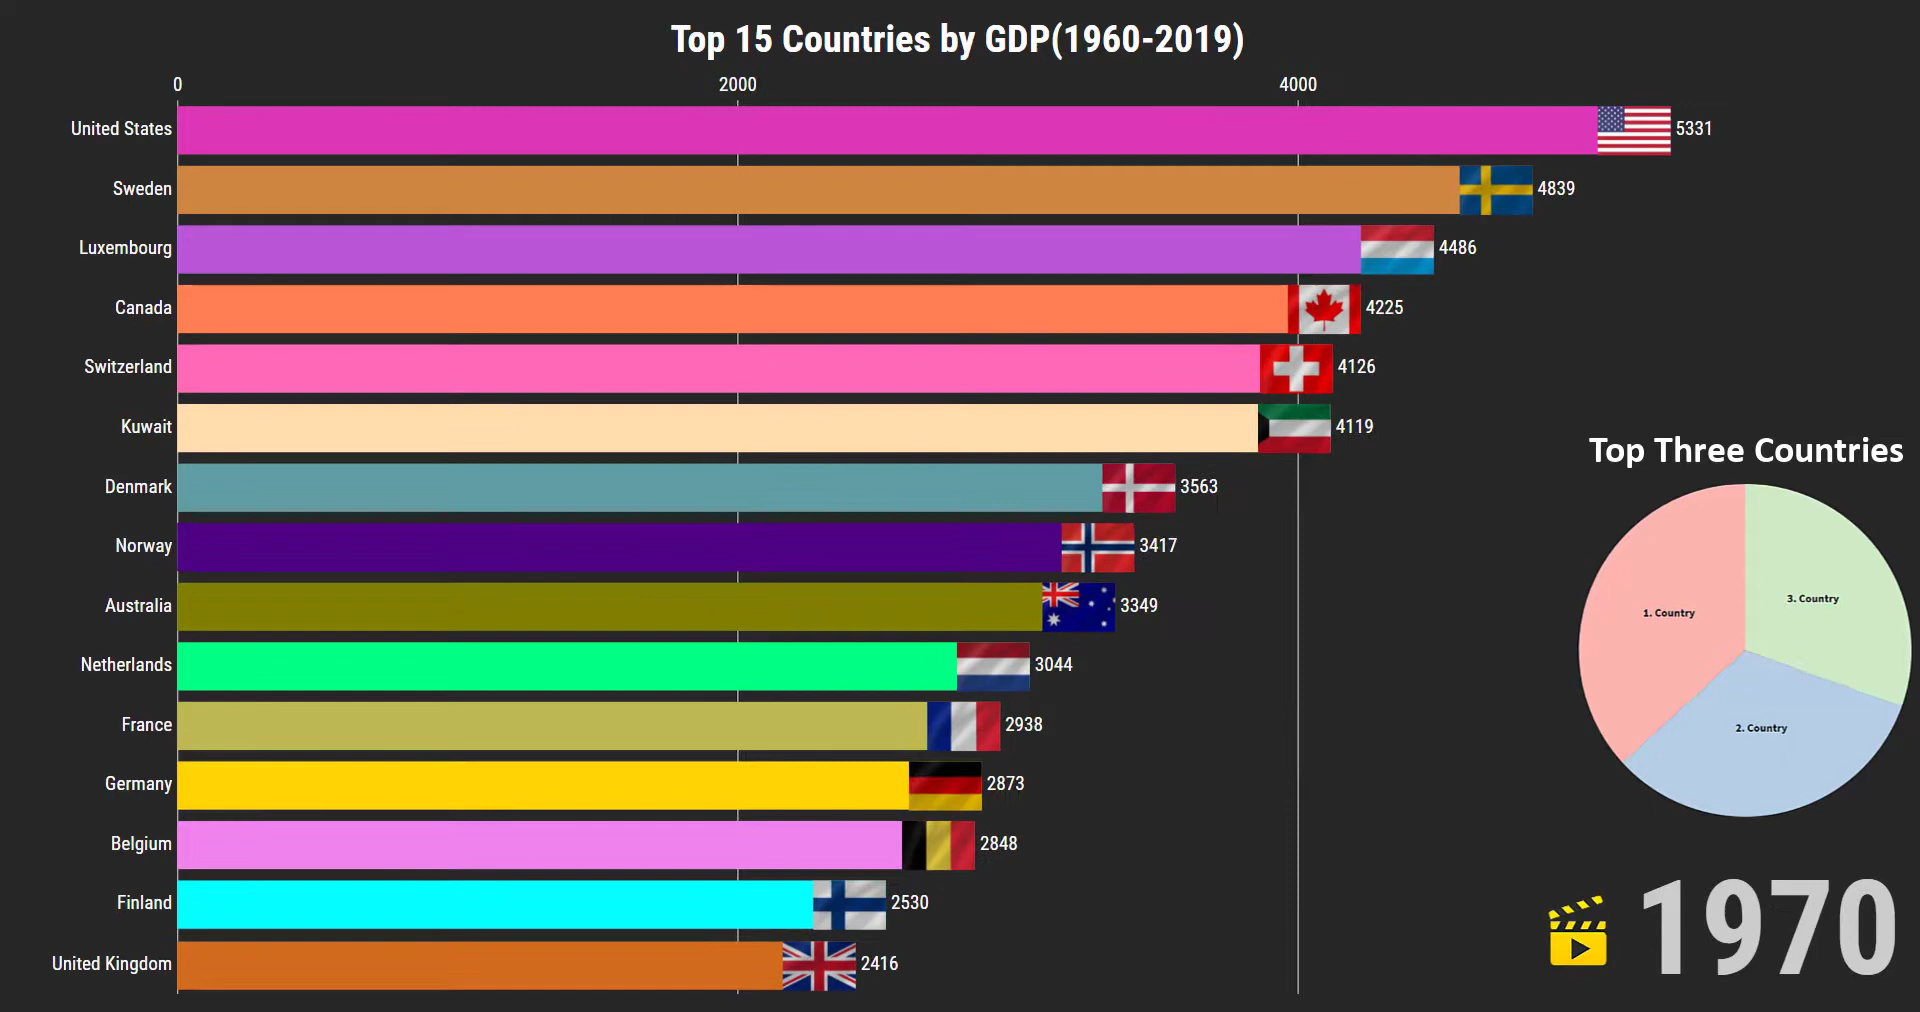 Top 15 Countries by GDP(1960-2019)
0 2000 4000
United States 5331
Sweden 4839
Luxembourg 4486
Canada 4225
Switzerland 4126
Kuwait 4119
Denmark 3563
Norway 3417
Australia 3349
Netherlands 3044
France 2938
Germany 2873
Belgium 2848
Finland 2530
United Kingdom 2416
Top Three Countries
3. Country
1. Country
2. Country
1970